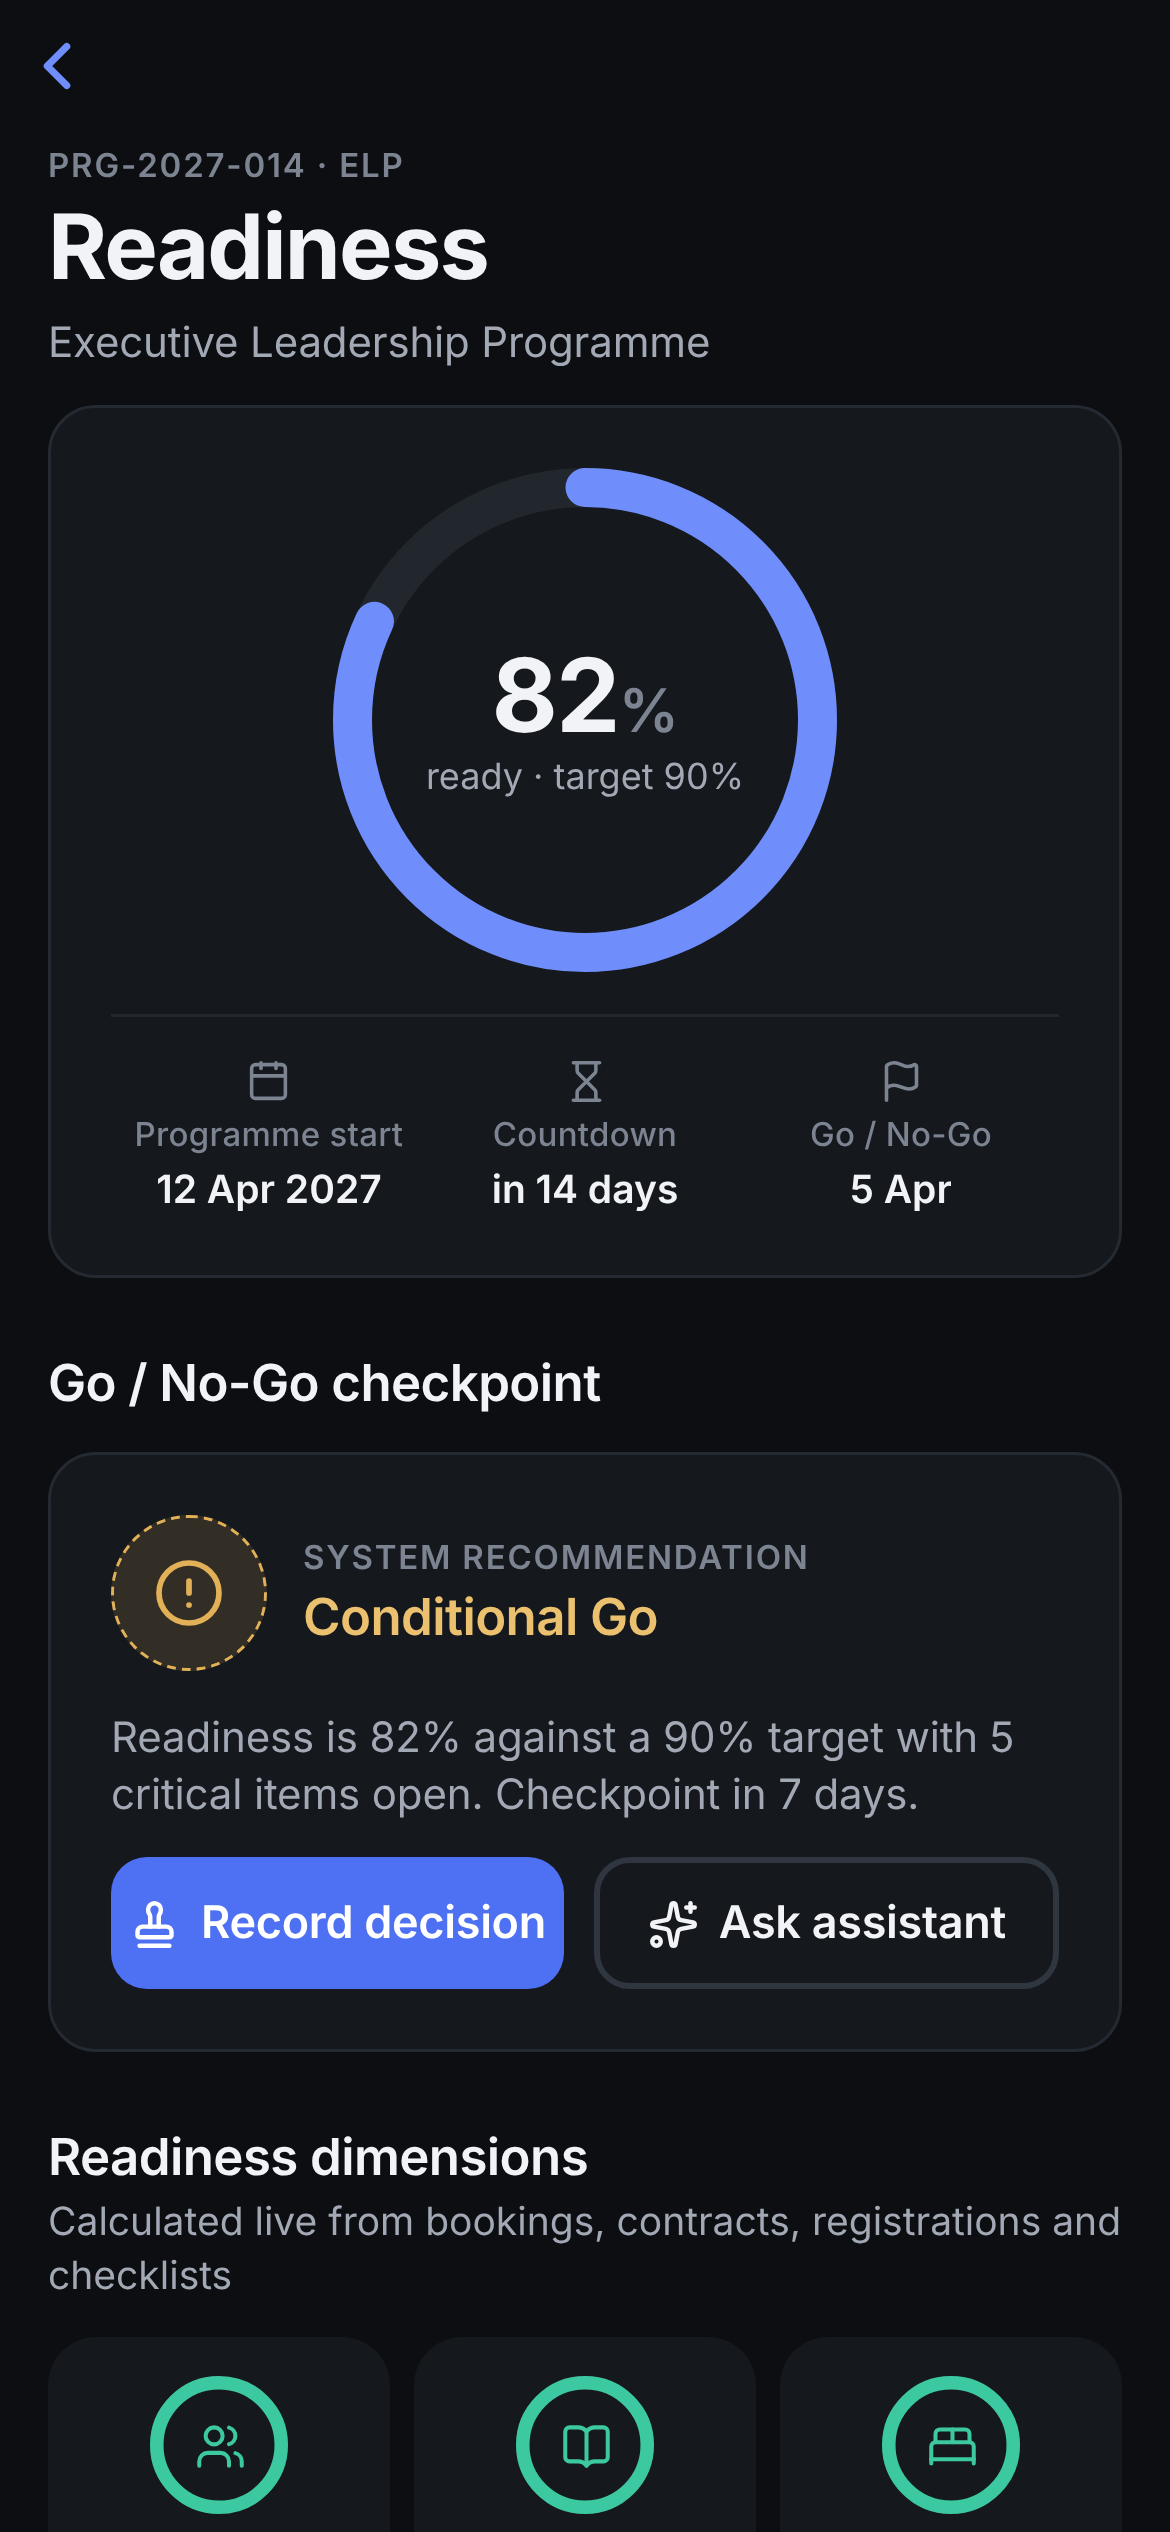 PRG-2027-014 · ELP
Readiness
Executive Leadership Programme
82%
ready · target 90%
Programme start
12 Apr 2027
Countdown
in 14 days
Go / No-Go
5 Apr
Go / No-Go checkpoint
SYSTEM RECOMMENDATION
Conditional Go
Readiness is 82% against a 90% target with 5
critical items open. Checkpoint in 7 days.
Record decision
Ask assistant
Readiness dimensions
Calculated live from bookings, contracts, registrations and
checklists